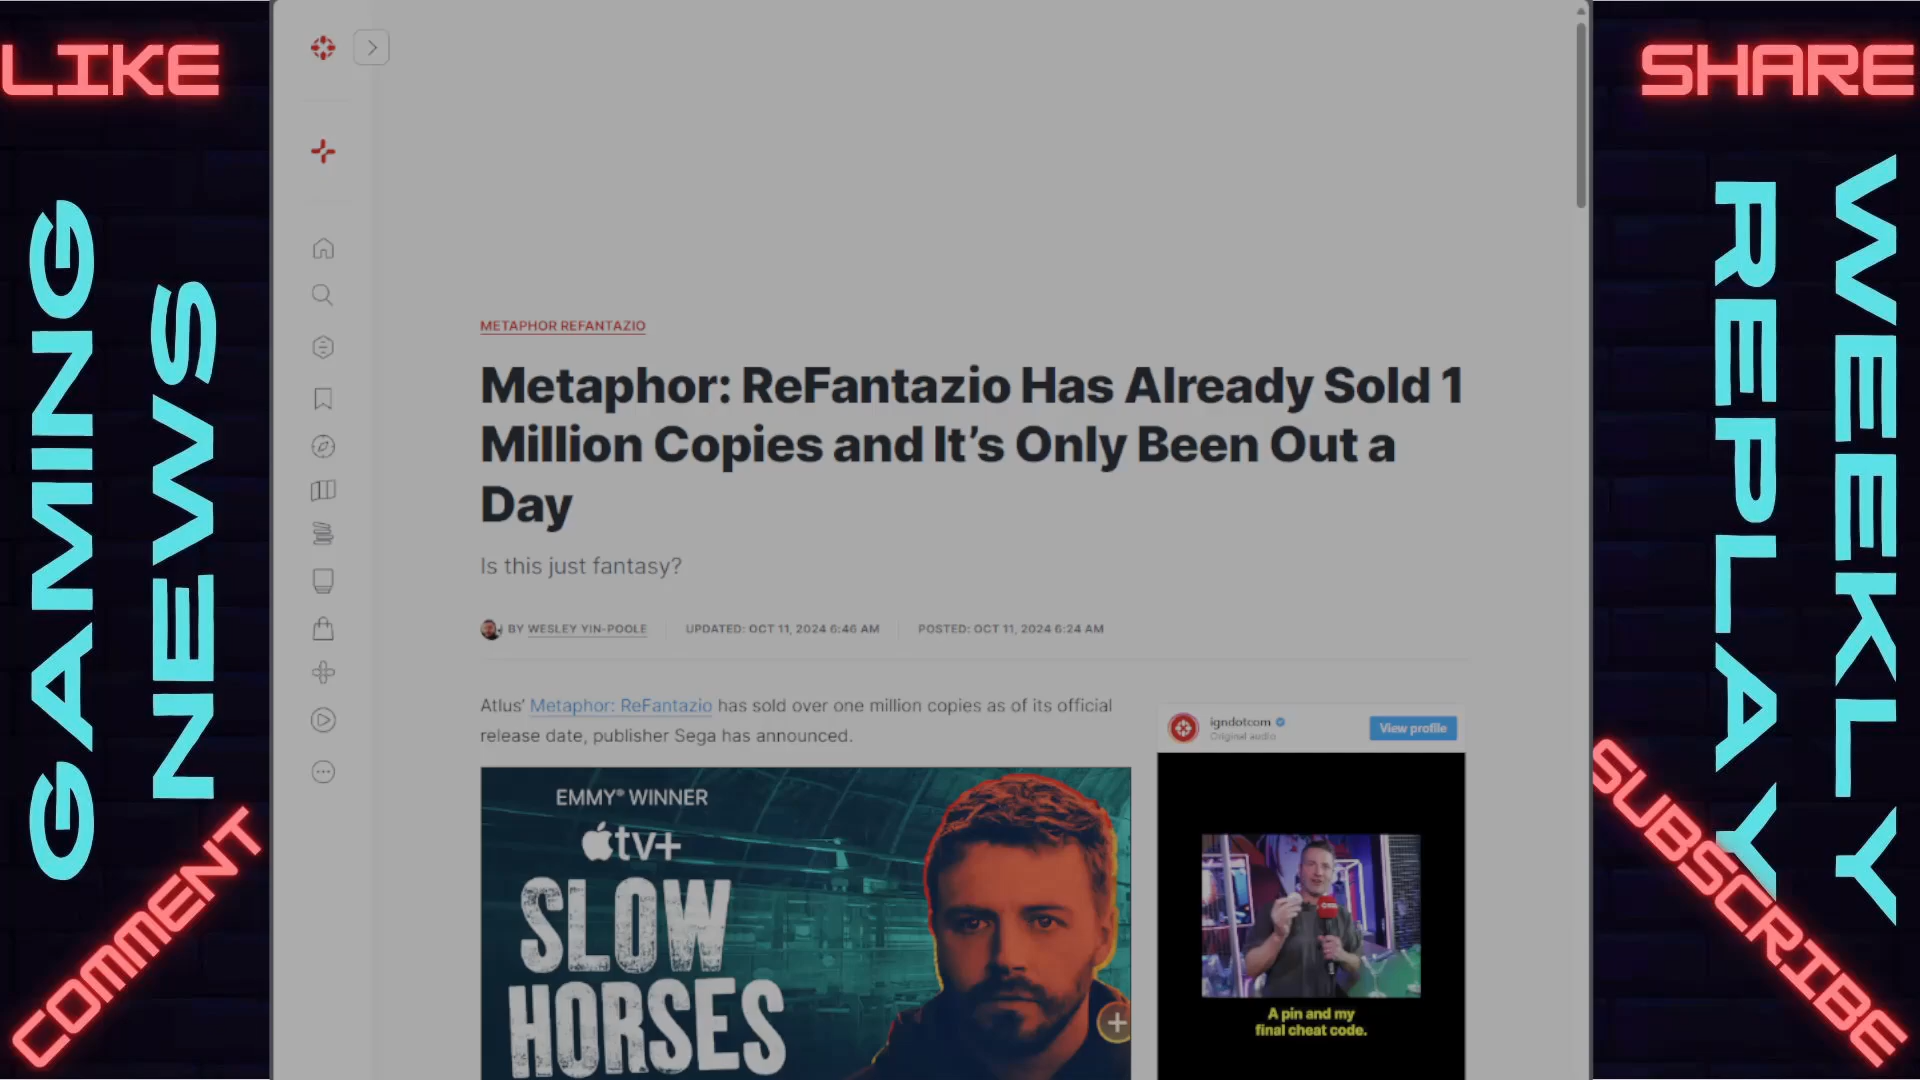 LIKE
GAMING
NEWS
COMMENT
METAPHOR REFANTAZIO
Metaphor: ReFantazio Has Already Sold 1
Million Copies and It’s Only Been Out a
Day
Is this just fantasy?
BY WESLEY YIN-POOLE
UPDATED: OCT 11, 2024 6:46 AM
POSTED: OCT 11, 2024 6:24 AM
Atlus’ Metaphor: ReFantazio has sold over one million copies as of its official
release date, publisher Sega has announced.
EMMY® WINNER
tv+
SLOW
HORSES
igndotcom
Original audio
View profile
A pin and my
final cheat code.
SHARE
WEEKLY
REPLAY
SUBSCRIBE